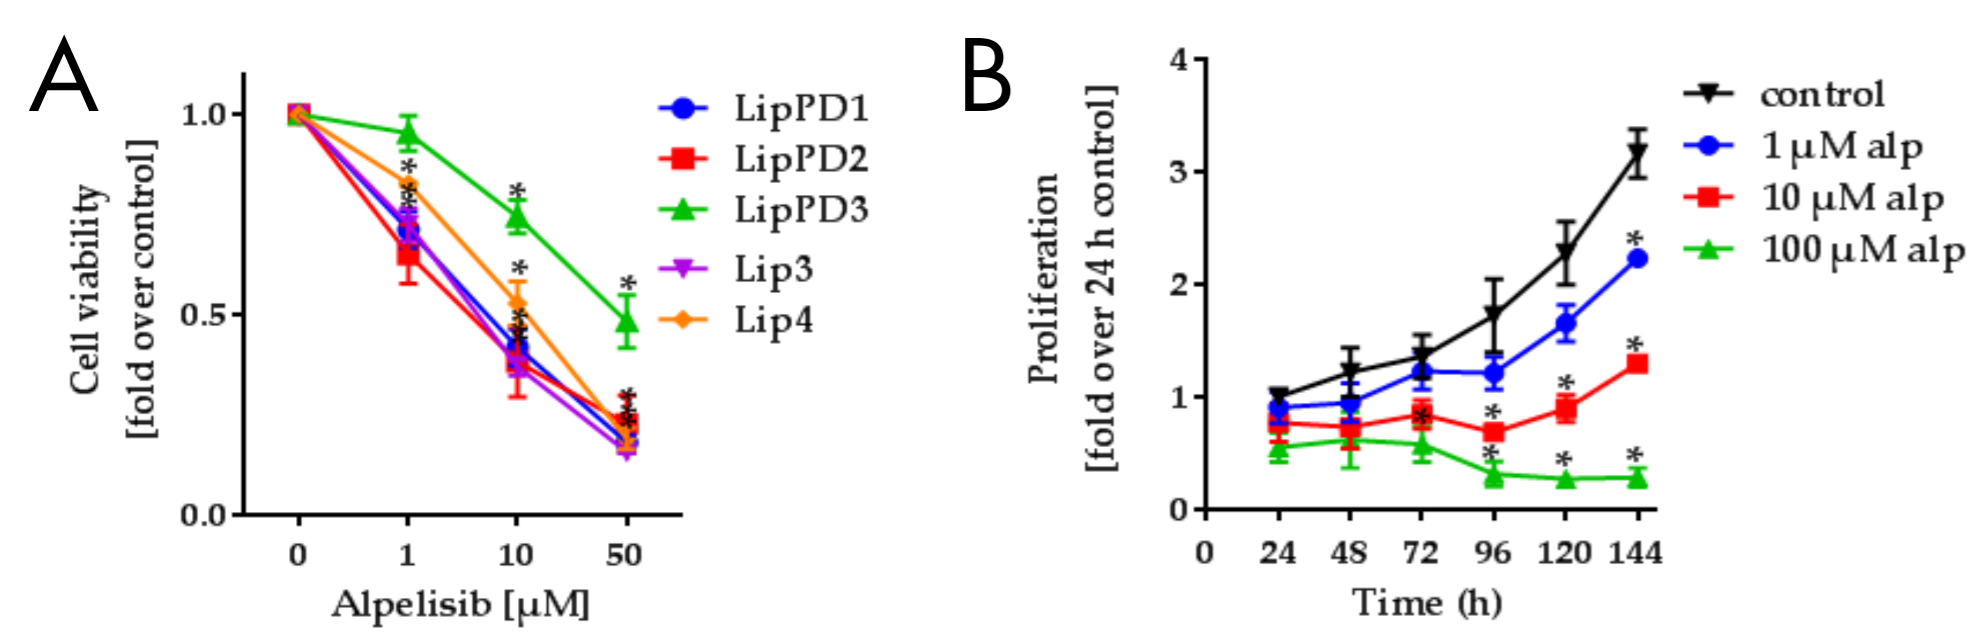 A
Cell viability
[fold over control]
1.0
0.5
0.0
0 1 10 50
Alpelisib [µM]
LipPD1
LipPD2
LipPD3
Lip3
Lip4
B
Proliferation
[fold over 24 h control]
4
3
2
1
0
0 24 48 72 96 120 144
Time (h)
control
1 µM alp
10 µM alp
100 µM alp